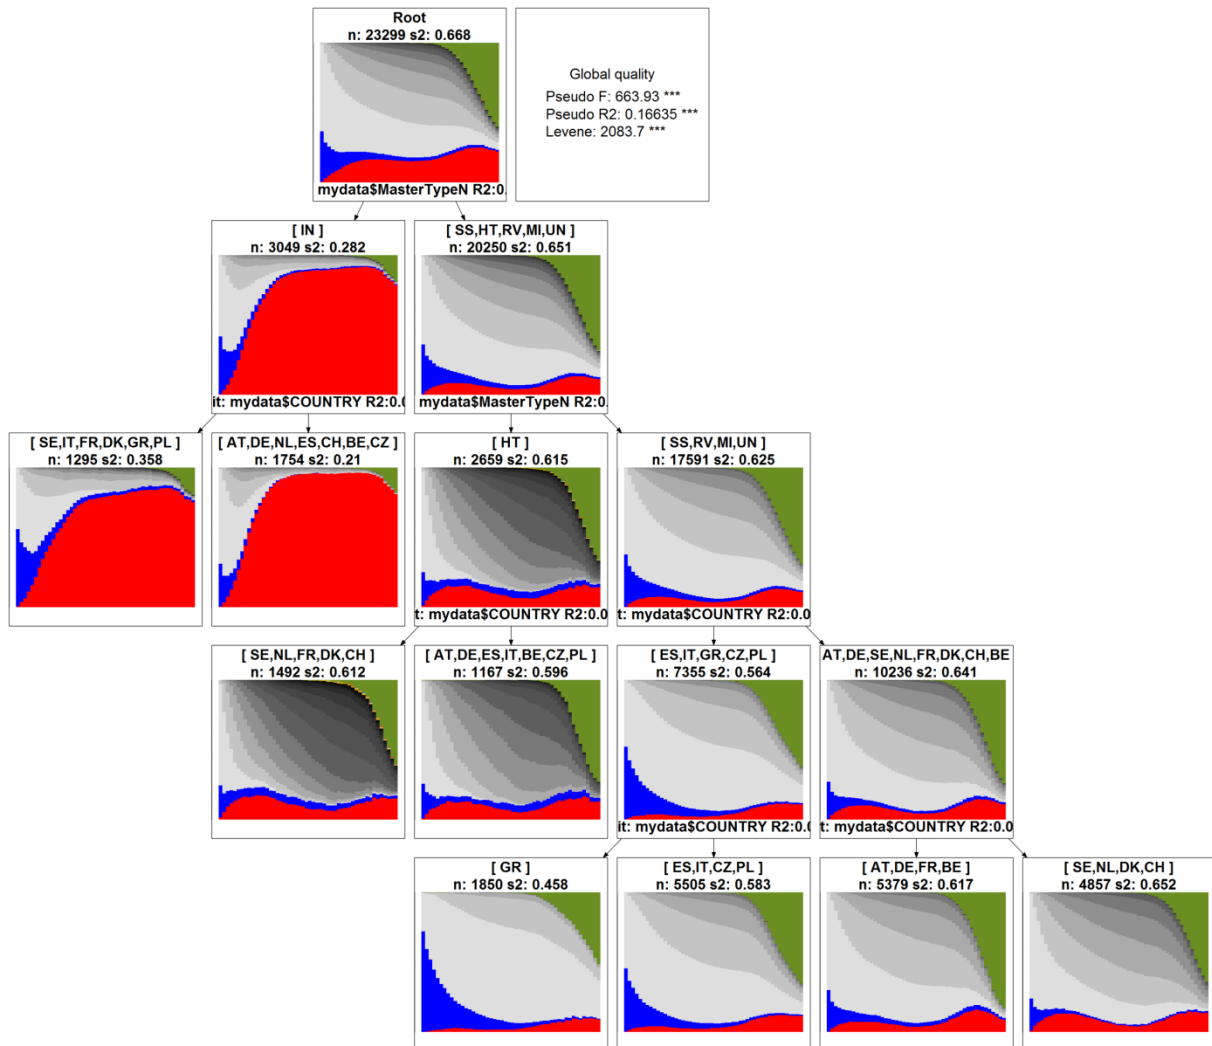 Root
n: 23299 s2: 0.668
mydata$MasterTypeN R2:0.
Global quality
Pseudo F: 663.93 ***
Pseudo R2: 0.16635 ***
Levene: 2083.7 ***
[ IN ]
n: 3049 s2: 0.282
it: mydata$COUNTRY R2:0.0
[ SS,HT,RV,MI,UN ]
n: 20250 s2: 0.651
mydata$MasterTypeN R2:0.
[ SE,IT,FR,DK,GR,PL ]
n: 1295 s2: 0.358
[ AT,DE,NL,ES,CH,BE,CZ ]
n: 1754 s2: 0.21
[ HT ]
n: 2659 s2: 0.615
t: mydata$COUNTRY R2:0.0
[ SS,RV,MI,UN ]
n: 17591 s2: 0.625
t: mydata$COUNTRY R2:0.0
[ SE,NL,FR,DK,CH ]
n: 1492 s2: 0.612
[ AT,DE,ES,IT,BE,CZ,PL ]
n: 1167 s2: 0.596
[ ES,IT,GR,CZ,PL ]
n: 7355 s2: 0.564
it: mydata$COUNTRY R2:0.0
AT,DE,SE,NL,FR,DK,CH,BE
n: 10236 s2: 0.641
t: mydata$COUNTRY R2:0.0
[ GR ]
n: 1850 s2: 0.458
[ ES,IT,CZ,PL ]
n: 5505 s2: 0.583
[ AT,DE,FR,BE ]
n: 5379 s2: 0.617
[ SE,NL,DK,CH ]
n: 4857 s2: 0.652